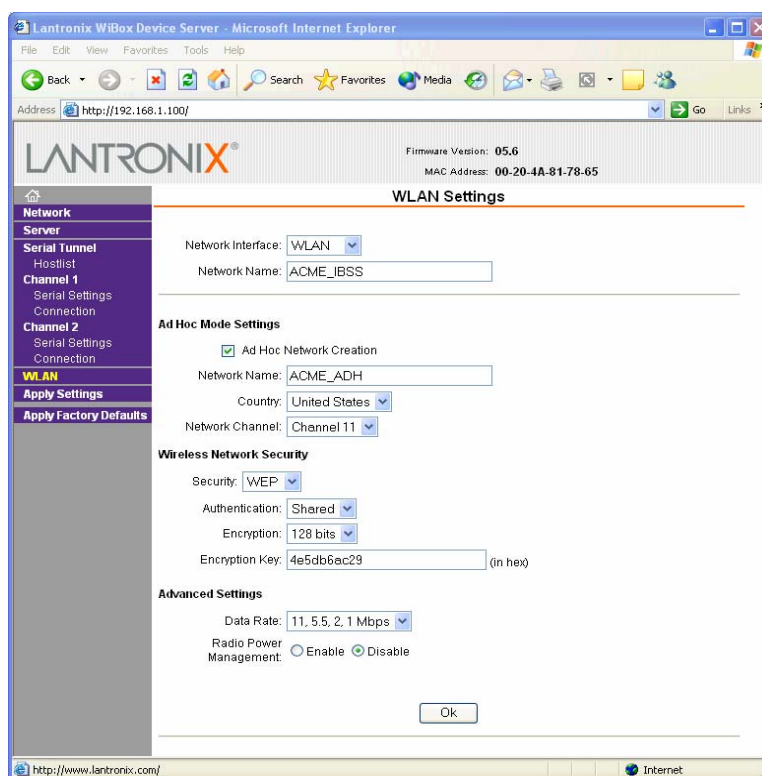 Lantronix WiBox Device Server - Microsoft Internet Explorer
File Edit View Favorites Tools Help
Back Search Favorites Media
Address http://192.168.1.100/ Go Links
LANTRONIX®
Firmware Version: 05.6
MAC Address: 00-20-4A-81-78-65
WLAN Settings
Network
Server
Serial Tunnel
Hostlist
Channel 1
Serial Settings
Connection
Channel 2
Serial Settings
Connection
WLAN
Apply Settings
Apply Factory Defaults
Network Interface: WLAN
Network Name: ACME_IBSS
Ad Hoc Mode Settings
Ad Hoc Network Creation
Network Name: ACME_ADH
Country: United States
Network Channel: Channel 11
Wireless Network Security
Security: WEP
Authentication: Shared
Encryption: 128 bits
Encryption Key: 4e5db6ac29 (in hex)
Advanced Settings
Data Rate: 11, 5.5, 2, 1 Mbps
Radio Power
Management: Enable Disable
Ok
http://www.lantronix.com/ Internet